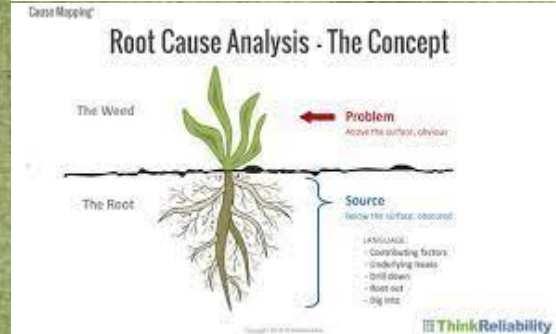 Cause Mapping®
Root Cause Analysis - The Concept
The Weed
Problem
Above the surface, obvious
The Root
Source
Below the surface, obscured
LANGUAGE:
- Contributing factors
- Underlying issues
- Drill down
- Root out
- Dig into
ThinkReliability